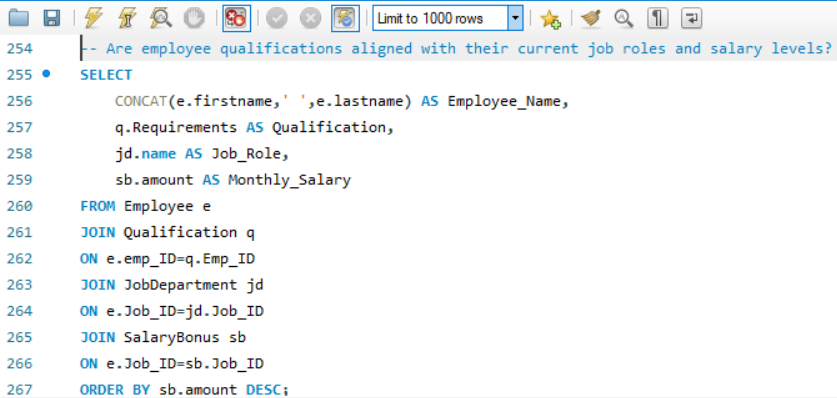 Limit to 1000 rows
254 -- Are employee qualifications aligned with their current job roles and salary levels?
255 SELECT
256 CONCAT(e.firstname,' ',e.lastname) AS Employee_Name,
257 q.Requirements AS Qualification,
258 jd.name AS Job_Role,
259 sb.amount AS Monthly_Salary
260 FROM Employee e
261 JOIN Qualification q
262 ON e.emp_ID=q.Emp_ID
263 JOIN JobDepartment jd
264 ON e.Job_ID=jd.Job_ID
265 JOIN SalaryBonus sb
266 ON e.Job_ID=sb.Job_ID
267 ORDER BY sb.amount DESC;